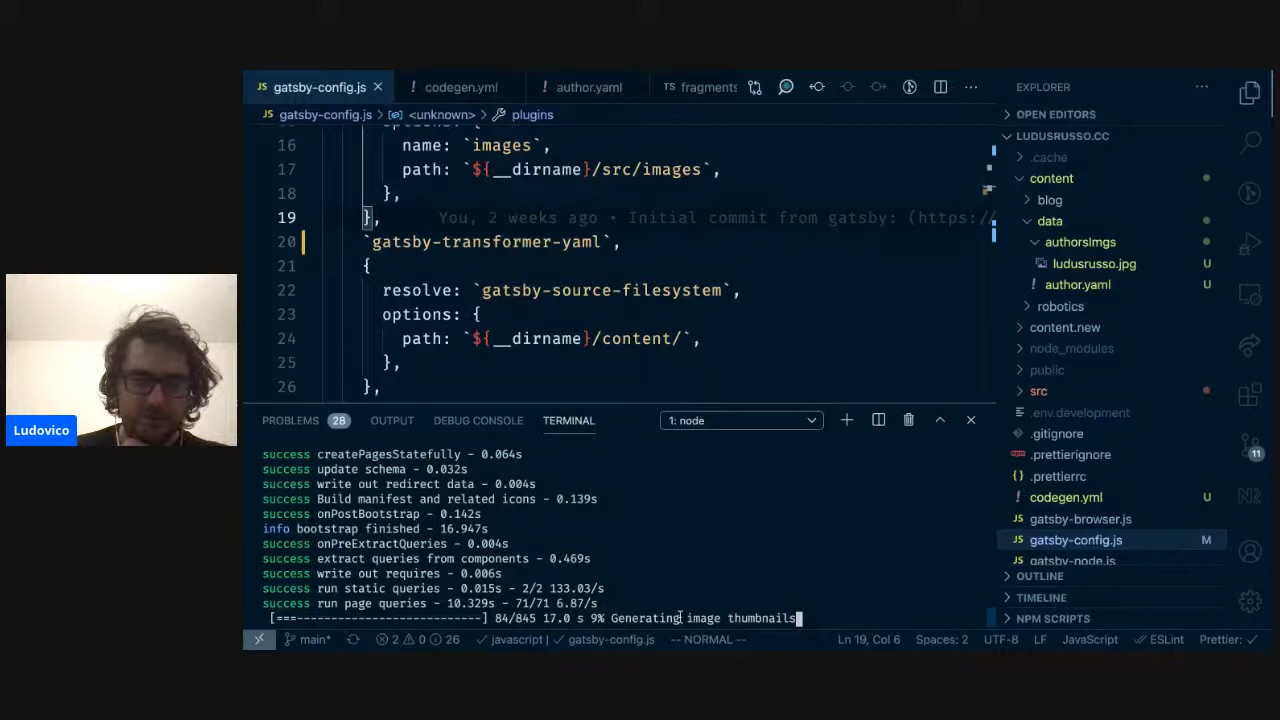 gatsby-config.js
codegen.yml
author.yaml
TS fragments
EXPLORER
JS gatsby-config.js > <unknown> > plugins
OPEN EDITORS
LUDUSRUSSO.CC
16 name: `images`,
17 path: `${__dirname}/src/images`,
18 },
19 }, You, 2 weeks ago • Initial commit from gatsby: (https://
20 `gatsby-transformer-yaml`,
21 {
22 resolve: `gatsby-source-filesystem`,
23 options: {
24 path: `${__dirname}/content/`,
25 },
26 },
.cache
content
blog
data
authorsImgs
ludusrusso.jpg U
author.yaml U
robotics
content.new
node_modules
public
src
.env.development
.gitignore
.prettierignore
.prettierrc
codegen.yml U
JS gatsby-browser.js
JS gatsby-config.js M
JS gatsby-node.js
OUTLINE
TIMELINE
NPM SCRIPTS
11
Ludovico
PROBLEMS 28 OUTPUT DEBUG CONSOLE TERMINAL 1: node
success createPagesStatefully - 0.064s
success update schema - 0.032s
success write out redirect data - 0.004s
success Build manifest and related icons - 0.139s
success onPostBootstrap - 0.142s
info bootstrap finished - 16.947s
success onPreExtractQueries - 0.004s
success extract queries from components - 0.469s
success write out requires - 0.006s
success run static queries - 0.015s - 2/2 133.03/s
success run page queries - 10.329s - 71/71 6.87/s
[===-------------------------] 84/845 17.0 s 9% Generating image thumbnails
main* 2 0 26 javascript | gatsby-config.js -- NORMAL -- Ln 19, Col 6 Spaces: 2 UTF-8 LF JavaScript ESLint Prettier: